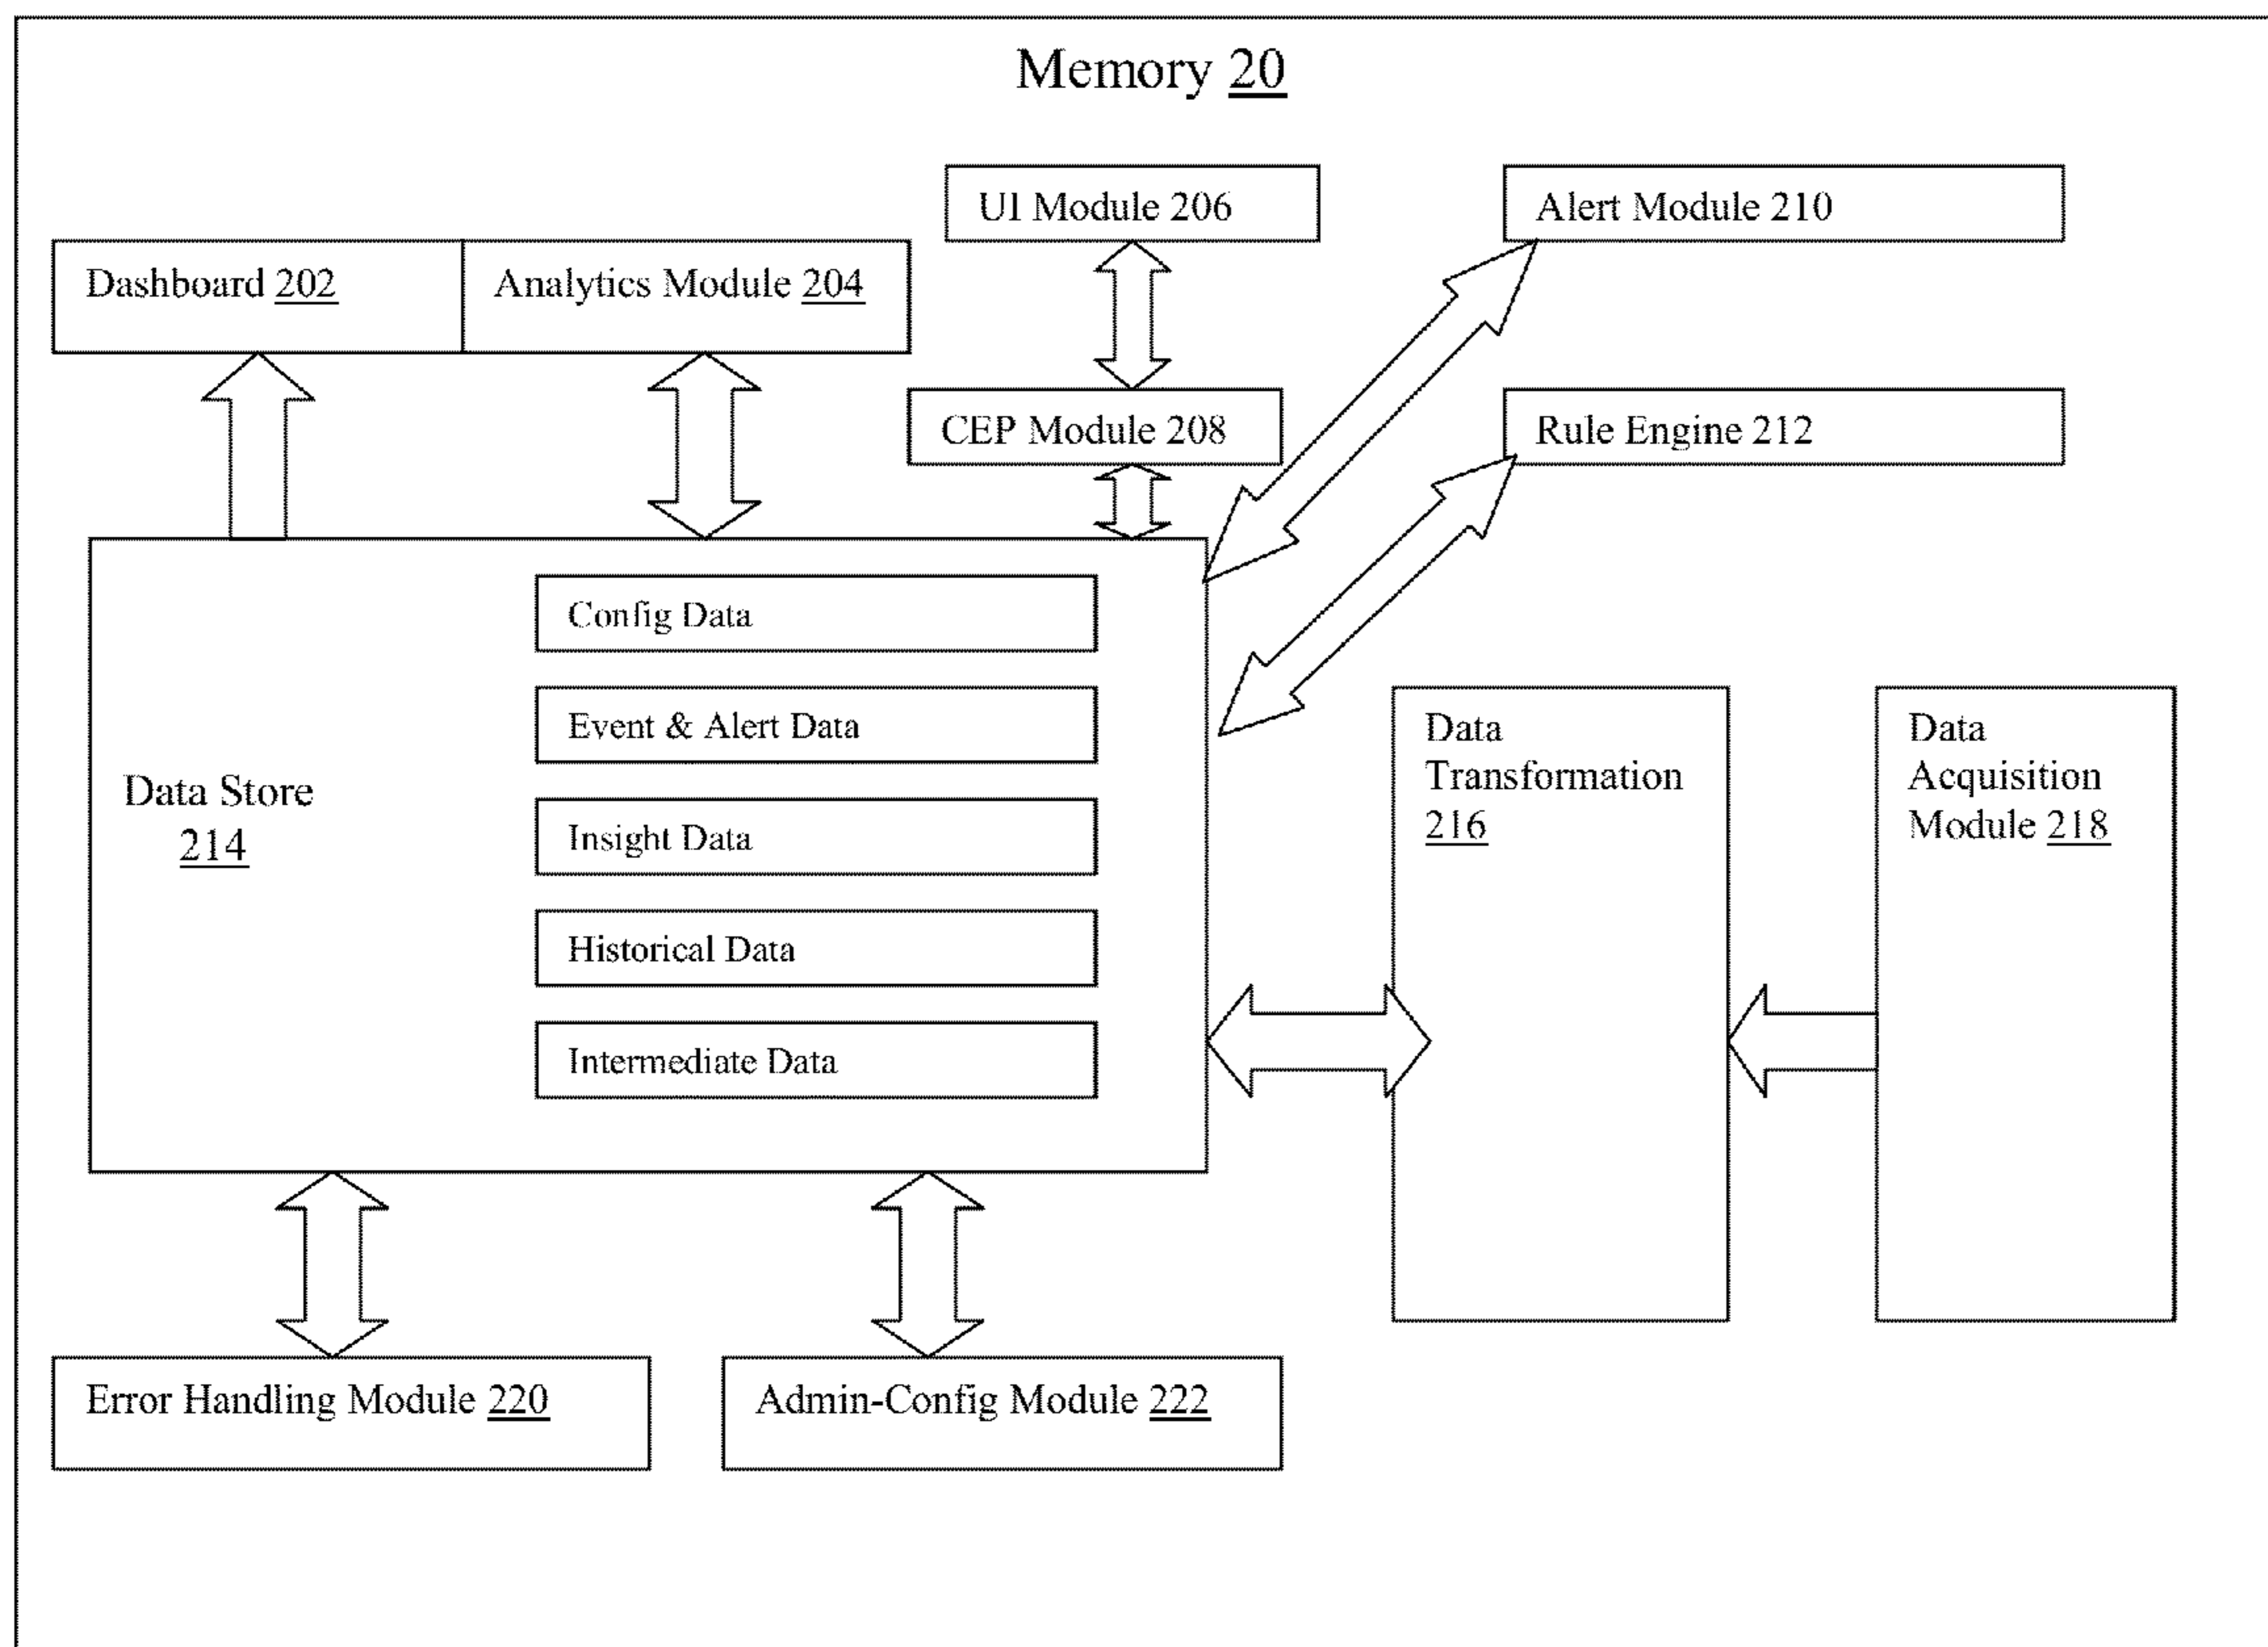 Memory 20
UI Module 206
Alert Module 210
Dashboard 202
Analytics Module 204
CEP Module 208
Rule Engine 212
Data Store
214
Config Data
Event & Alert Data
Insight Data
Historical Data
Intermediate Data
Data
Transformation
216
Data
Acquisition
Module 218
Error Handling Module 220
Admin-Config Module 222